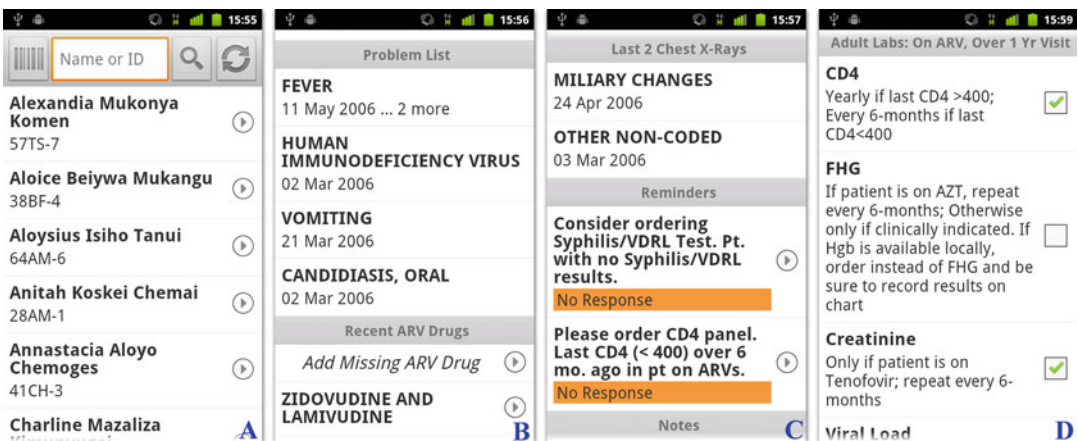 15:55
Name or ID
Alexandia Mukonya
Komen
57TS-7
Aloice Beiywa Mukangu
38BF-4
Aloysius Isiho Tanui
64AM-6
Anitah Koskei Chemai
28AM-1
Annastacia Aloyo
Chemoges
41CH-3
Charline Mazaliza
A
15:56
Problem List
FEVER
11 May 2006 ... 2 more
HUMAN
IMMUNODEFICIENCY VIRUS
02 Mar 2006
VOMITING
21 Mar 2006
CANDIDIASIS, ORAL
02 Mar 2006
Recent ARV Drugs
Add Missing ARV Drug
ZIDOVUDINE AND
LAMIVUDINE
B
15:57
Last 2 Chest X-Rays
MILIARY CHANGES
24 Apr 2006
OTHER NON-CODED
03 Mar 2006
Reminders
Consider ordering
Syphilis/VDRL Test. Pt.
with no Syphilis/VDRL
results.
No Response
Please order CD4 panel.
Last CD4 (< 400) over 6
mo. ago in pt on ARVs.
No Response
Notes
C
15:59
Adult Labs: On ARV, Over 1 Yr Visit
CD4
Yearly if last CD4 >400;
Every 6-months if last
CD4<400
FHG
If patient is on AZT, repeat
every 6-months; Otherwise
only if clinically indicated. If
Hgb is available locally,
order instead of FHG and be
sure to record results on
chart
Creatinine
Only if patient is on
Tenofovir; repeat every 6-
months
Viral Load
D